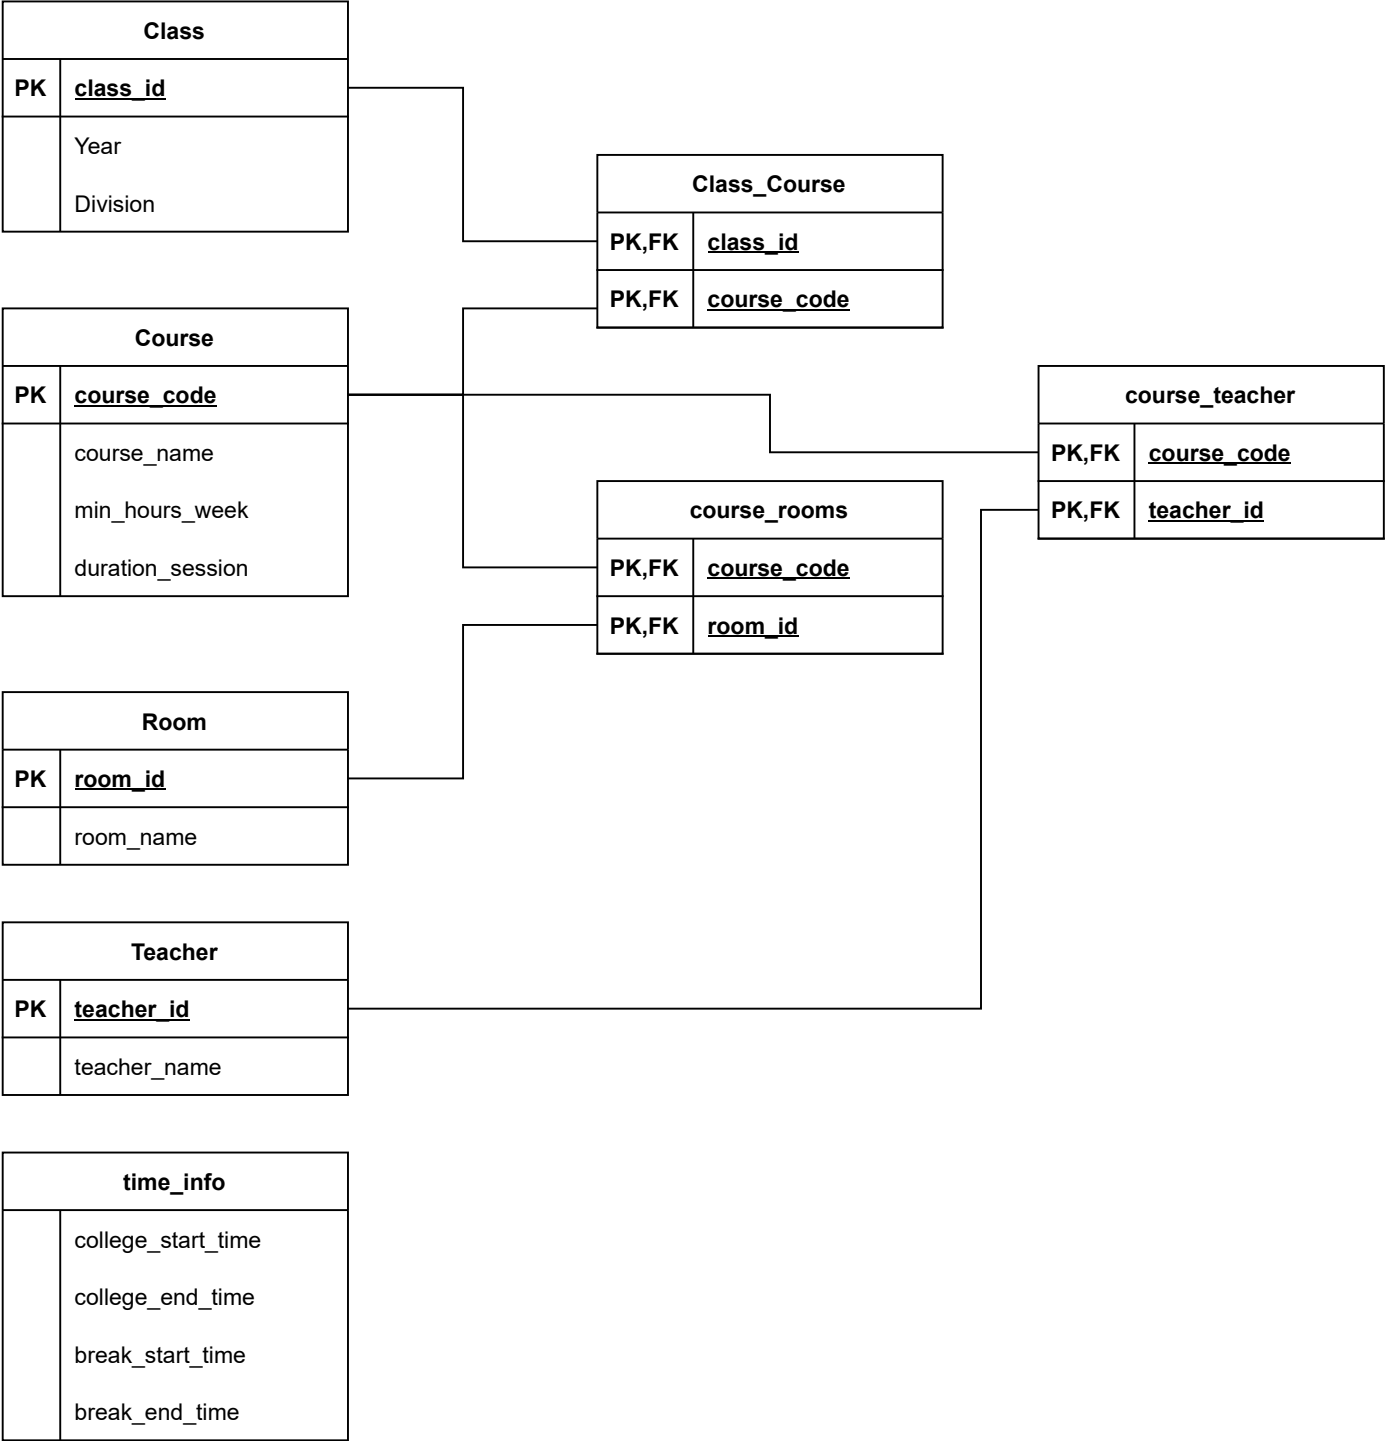 Class
PK class_id
Year
Division
Class_Course
PK,FK class_id
PK,FK course_code
Course
PK course_code
course_name
min_hours_week
duration_session
course_teacher
PK,FK course_code
PK,FK teacher_id
course_rooms
PK,FK course_code
PK,FK room_id
Room
PK room_id
room_name
Teacher
PK teacher_id
teacher_name
time_info
college_start_time
college_end_time
break_start_time
break_end_time